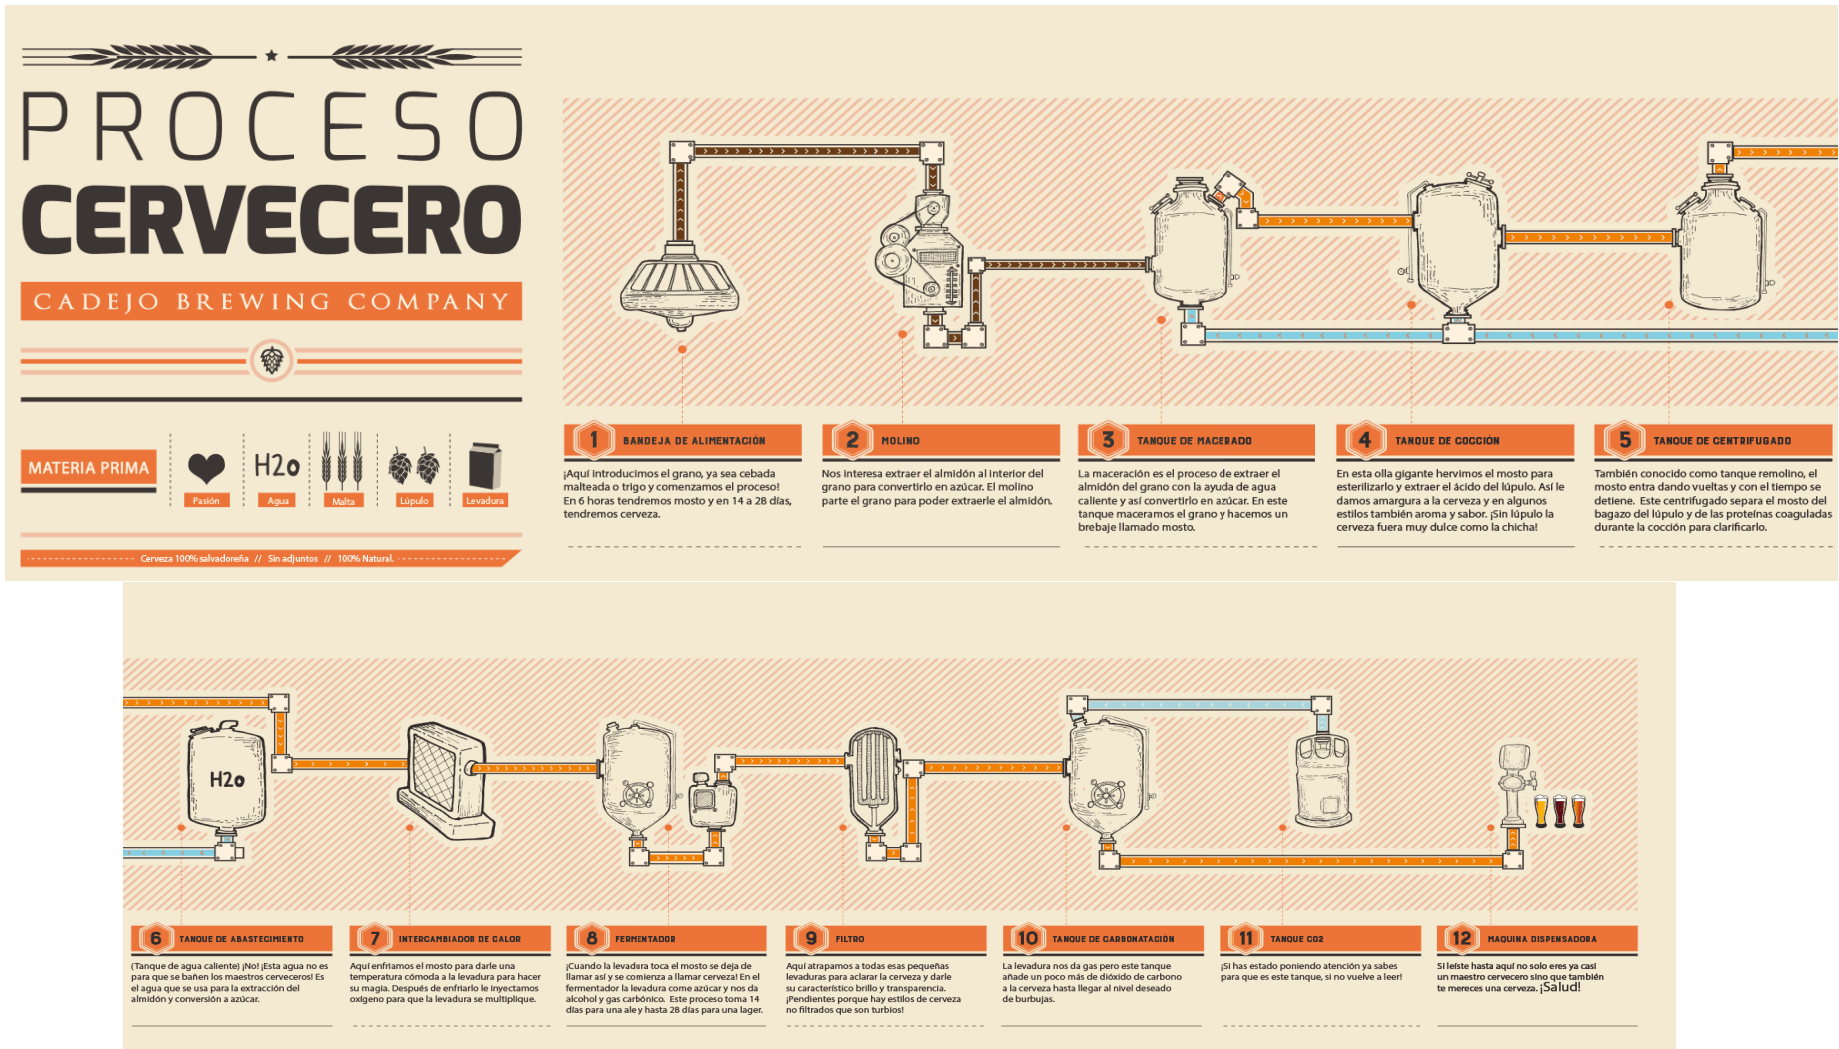 PROCESO
CERVECERO
CADEJO BREWING COMPANY
MATERIA PRIMA
Pasión
H2o
Agua
Malta
Lúpulo
Levadura
Cerveza 100% salvadoreña // Sin adjuntos // 100% Natural.
1 BANDEJA DE ALIMENTACIÓN
¡Aquí introducimos el grano, ya sea cebada
malteada o trigo y comenzamos el proceso!
En 6 horas tendremos mosto y en 14 a 28 días,
tendremos cerveza.
2 MOLINO
Nos interesa extraer el almidón al interior del
grano para convertirlo en azúcar. El molino
parte el grano para poder extraerle el almidón.
3 TANQUE DE MACERADO
La maceración es el proceso de extraer el
almidón del grano con la ayuda de agua
caliente y así convertirlo en azúcar. En este
tanque maceramos el grano y hacemos un
brebaje llamado mosto.
4 TANQUE DE COCCIÓN
En esta olla gigante hervimos el mosto para
esterilizarlo y extraer el ácido del lúpulo. Así le
damos amargura a la cerveza y en algunos
estilos también aroma y sabor. ¡Sin lúpulo la
cerveza fuera muy dulce como la chicha!
5 TANQUE DE CENTRIFUGADO
También conocido como tanque remolino, el
mosto entra dando vueltas y con el tiempo se
detiene. Este centrifugado separa el mosto del
bagazo del lúpulo y de las proteínas coaguladas
durante la cocción para clarificarlo.
H2o
6 TANQUE DE ABASTECIMIENTO
(Tanque de agua caliente) ¡No! ¡Esta agua no es
para que se bañen los maestros cerveceros! Es
el agua que se usa para la extracción del
almidón y conversión a azúcar.
7 INTERCAMBIADOR DE CALOR
Aquí enfriamos el mosto para darle una
temperatura cómoda a la levadura para hacer
su magia. Después de enfriarlo le inyectamos
oxígeno para que la levadura se multiplique.
8 FERMENTADOR
¡Cuando la levadura toca el mosto se deja de
llamar así y se comienza a llamar cerveza! En el
fermentador la levadura come azúcar y nos da
alcohol y gas carbónico. Este proceso toma 14
días para una ale y hasta 28 días para una lager.
9 FILTRO
Aquí atrapamos a todas esas pequeñas
levaduras para aclarar la cerveza y darle
su característico brillo y transparencia.
¡Pendientes porque hay estilos de cerveza
no filtrados que son turbios!
10 TANQUE DE CARBONATACIÓN
La levadura nos da gas pero este tanque
añade un poco más de dióxido de carbono
a la cerveza hasta llegar al nivel deseado
de burbujas.
11 TANQUE CO2
¡Si has estado poniendo atención ya sabes
para que es este tanque, si no vuelve a leer!
12 MAQUINA DISPENSADORA
Si leíste hasta aquí no solo eres ya casi
un maestro cervecero sino que también
te mereces una cerveza. ¡Salud!